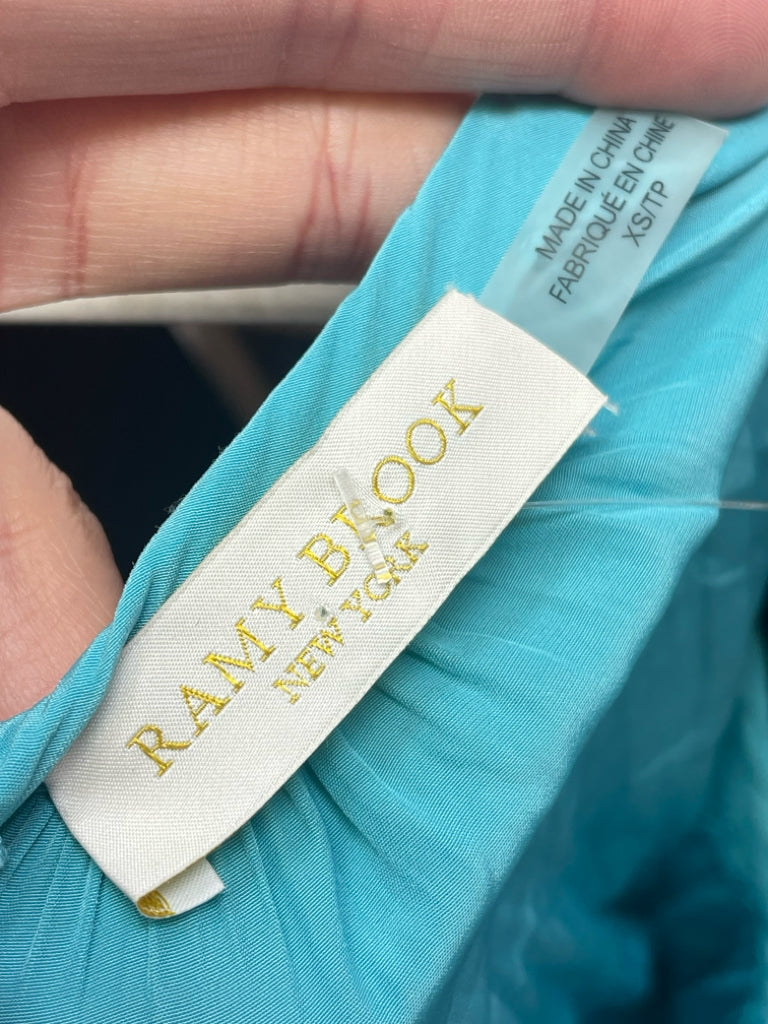 MADE IN CHINA
FABRIQUÉ EN CHINE
XS/TP
RAMY BROOK
NEW YORK